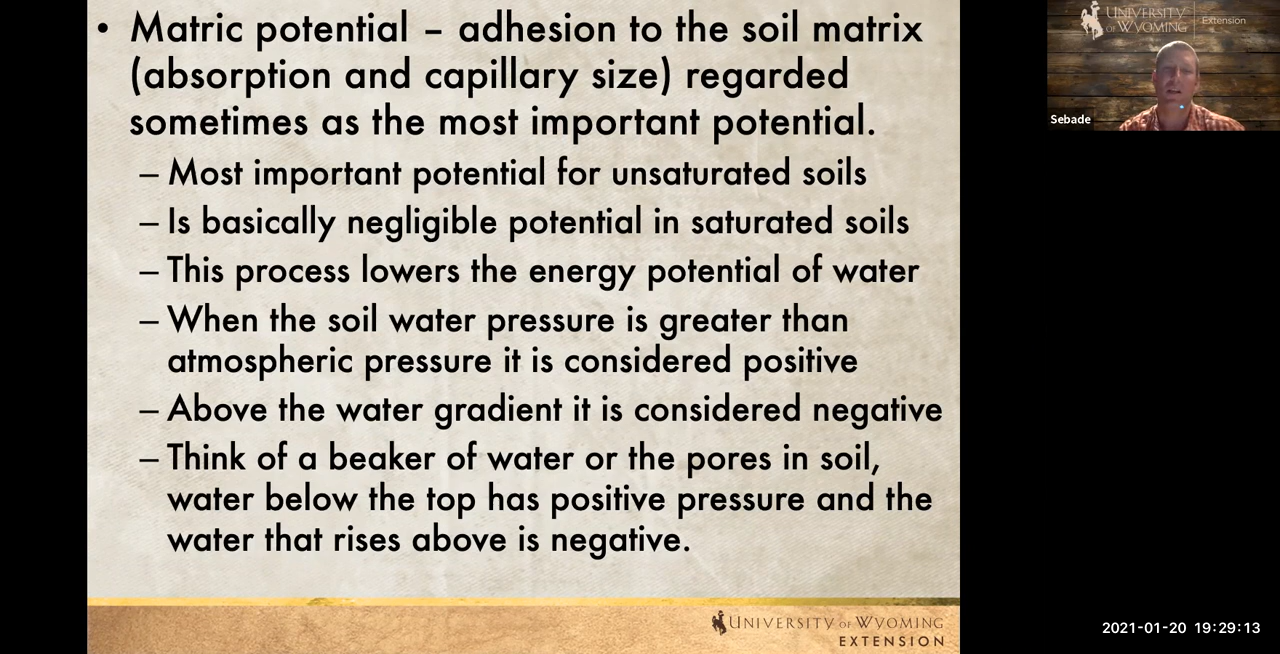 • Matric potential – adhesion to the soil matrix
(absorption and capillary size) regarded
sometimes as the most important potential.
– Most important potential for unsaturated soils
– Is basically negligible potential in saturated soils
– This process lowers the energy potential of water
– When the soil water pressure is greater than
atmospheric pressure it is considered positive
– Above the water gradient it is considered negative
– Think of a beaker of water or the pores in soil,
water below the top has positive pressure and the
water that rises above is negative.
UNIVERSITY OF WYOMING
EXTENSION
UNIVERSITY
OF WYOMING
Extension
Sebade
2021-01-20 19:29:13